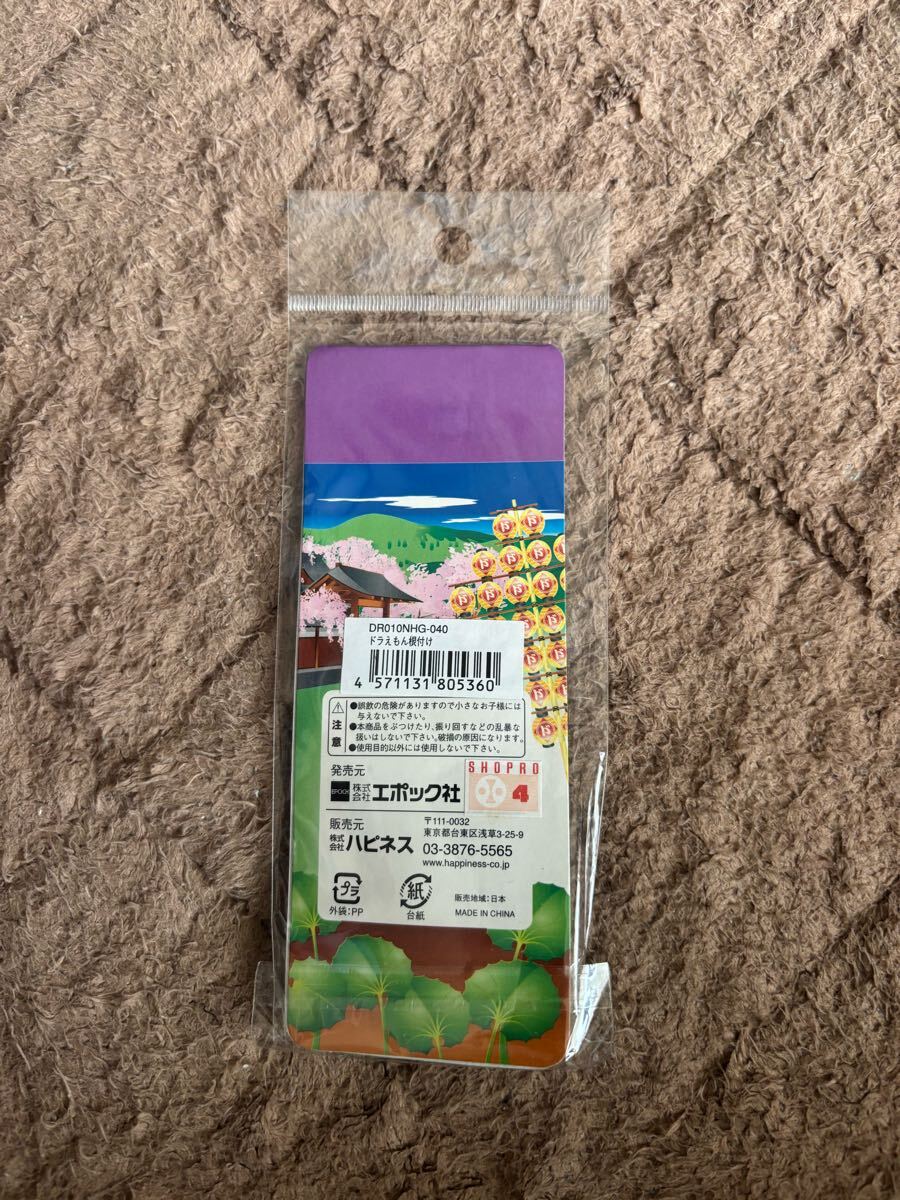 DR010NHG-040
ドラえもん根付け
4 571131 805360
注意
●誤飲の危険がありますので小さなお子様には
与えないで下さい。
●本商品をぶつけたり、振り回すなどの乱暴な
扱いはしないで下さい。破損の原因になります。
●使用目的以外には使用しないで下さい。
発売元
EPOCH 株式会社 エポック社
SHOPRO
4
販売元
株式会社 ハピネス
〒111-0032
東京都台東区浅草3-25-9
03-3876-5565
www.happiness-co.jp
プラ
外袋:PP
紙
台紙
販売地域:日本
MADE IN CHINA